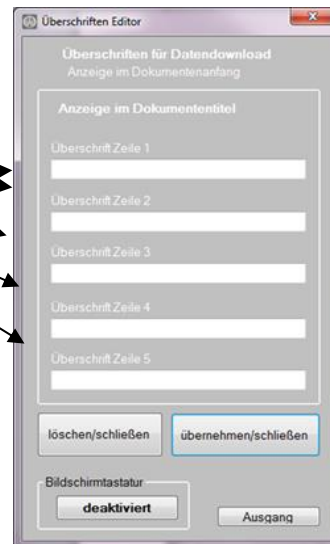 Überschriften Editor
Überschriften für Datendownload
Anzeige im Dokumentenanfang
Anzeige im Dokumententitel
Überschrift Zeile 1
Überschrift Zeile 2
Überschrift Zeile 3
Überschrift Zeile 4
Überschrift Zeile 5
löschen/schließen
übernehmen/schließen
Bildschirmtastatur
deaktiviert
Ausgang